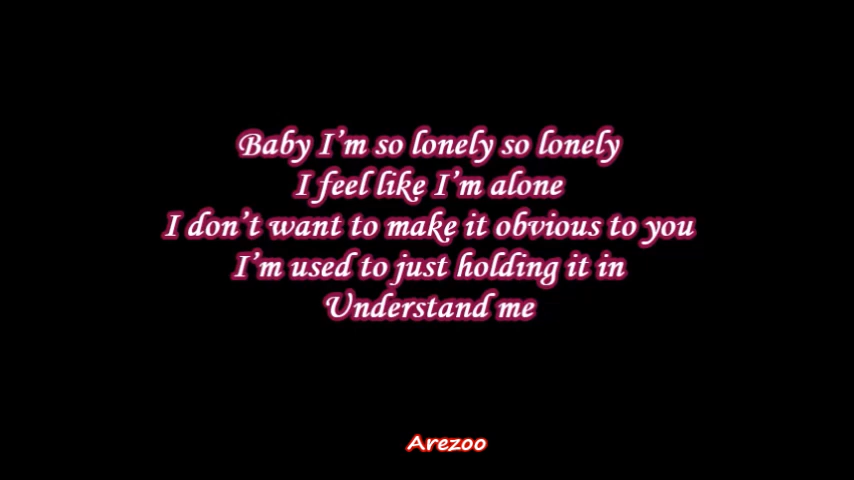 Baby I'm so lonely so lonely
I feel like I'm alone
I don't want to make it obvious to you
I'm used to just holding it in
Understand me
Arezoo